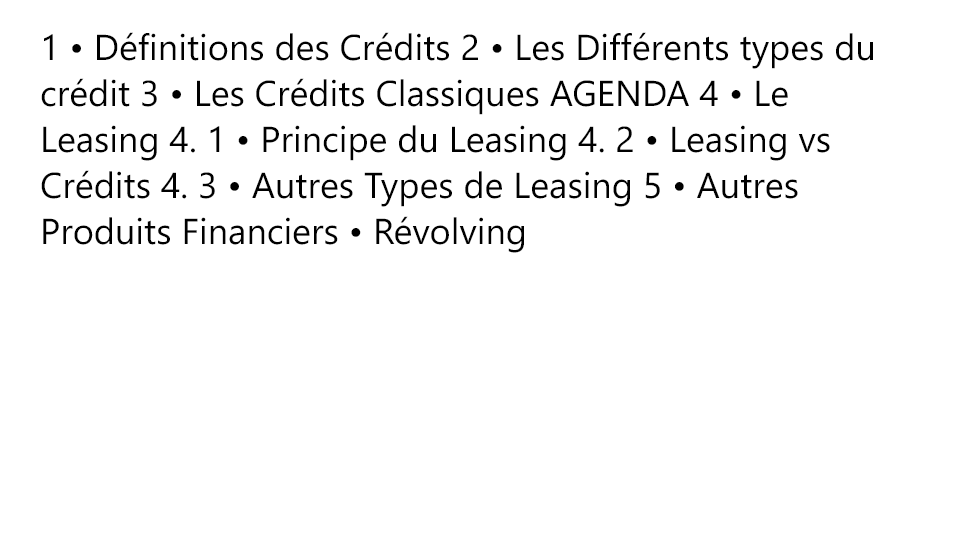 1 • Définitions des Crédits 2 • Les Différents types du
crédit 3 • Les Crédits Classiques AGENDA 4 • Le
Leasing 4. 1 • Principe du Leasing 4. 2 • Leasing vs
Crédits 4. 3 • Autres Types de Leasing 5 • Autres
Produits Financiers • Révolving